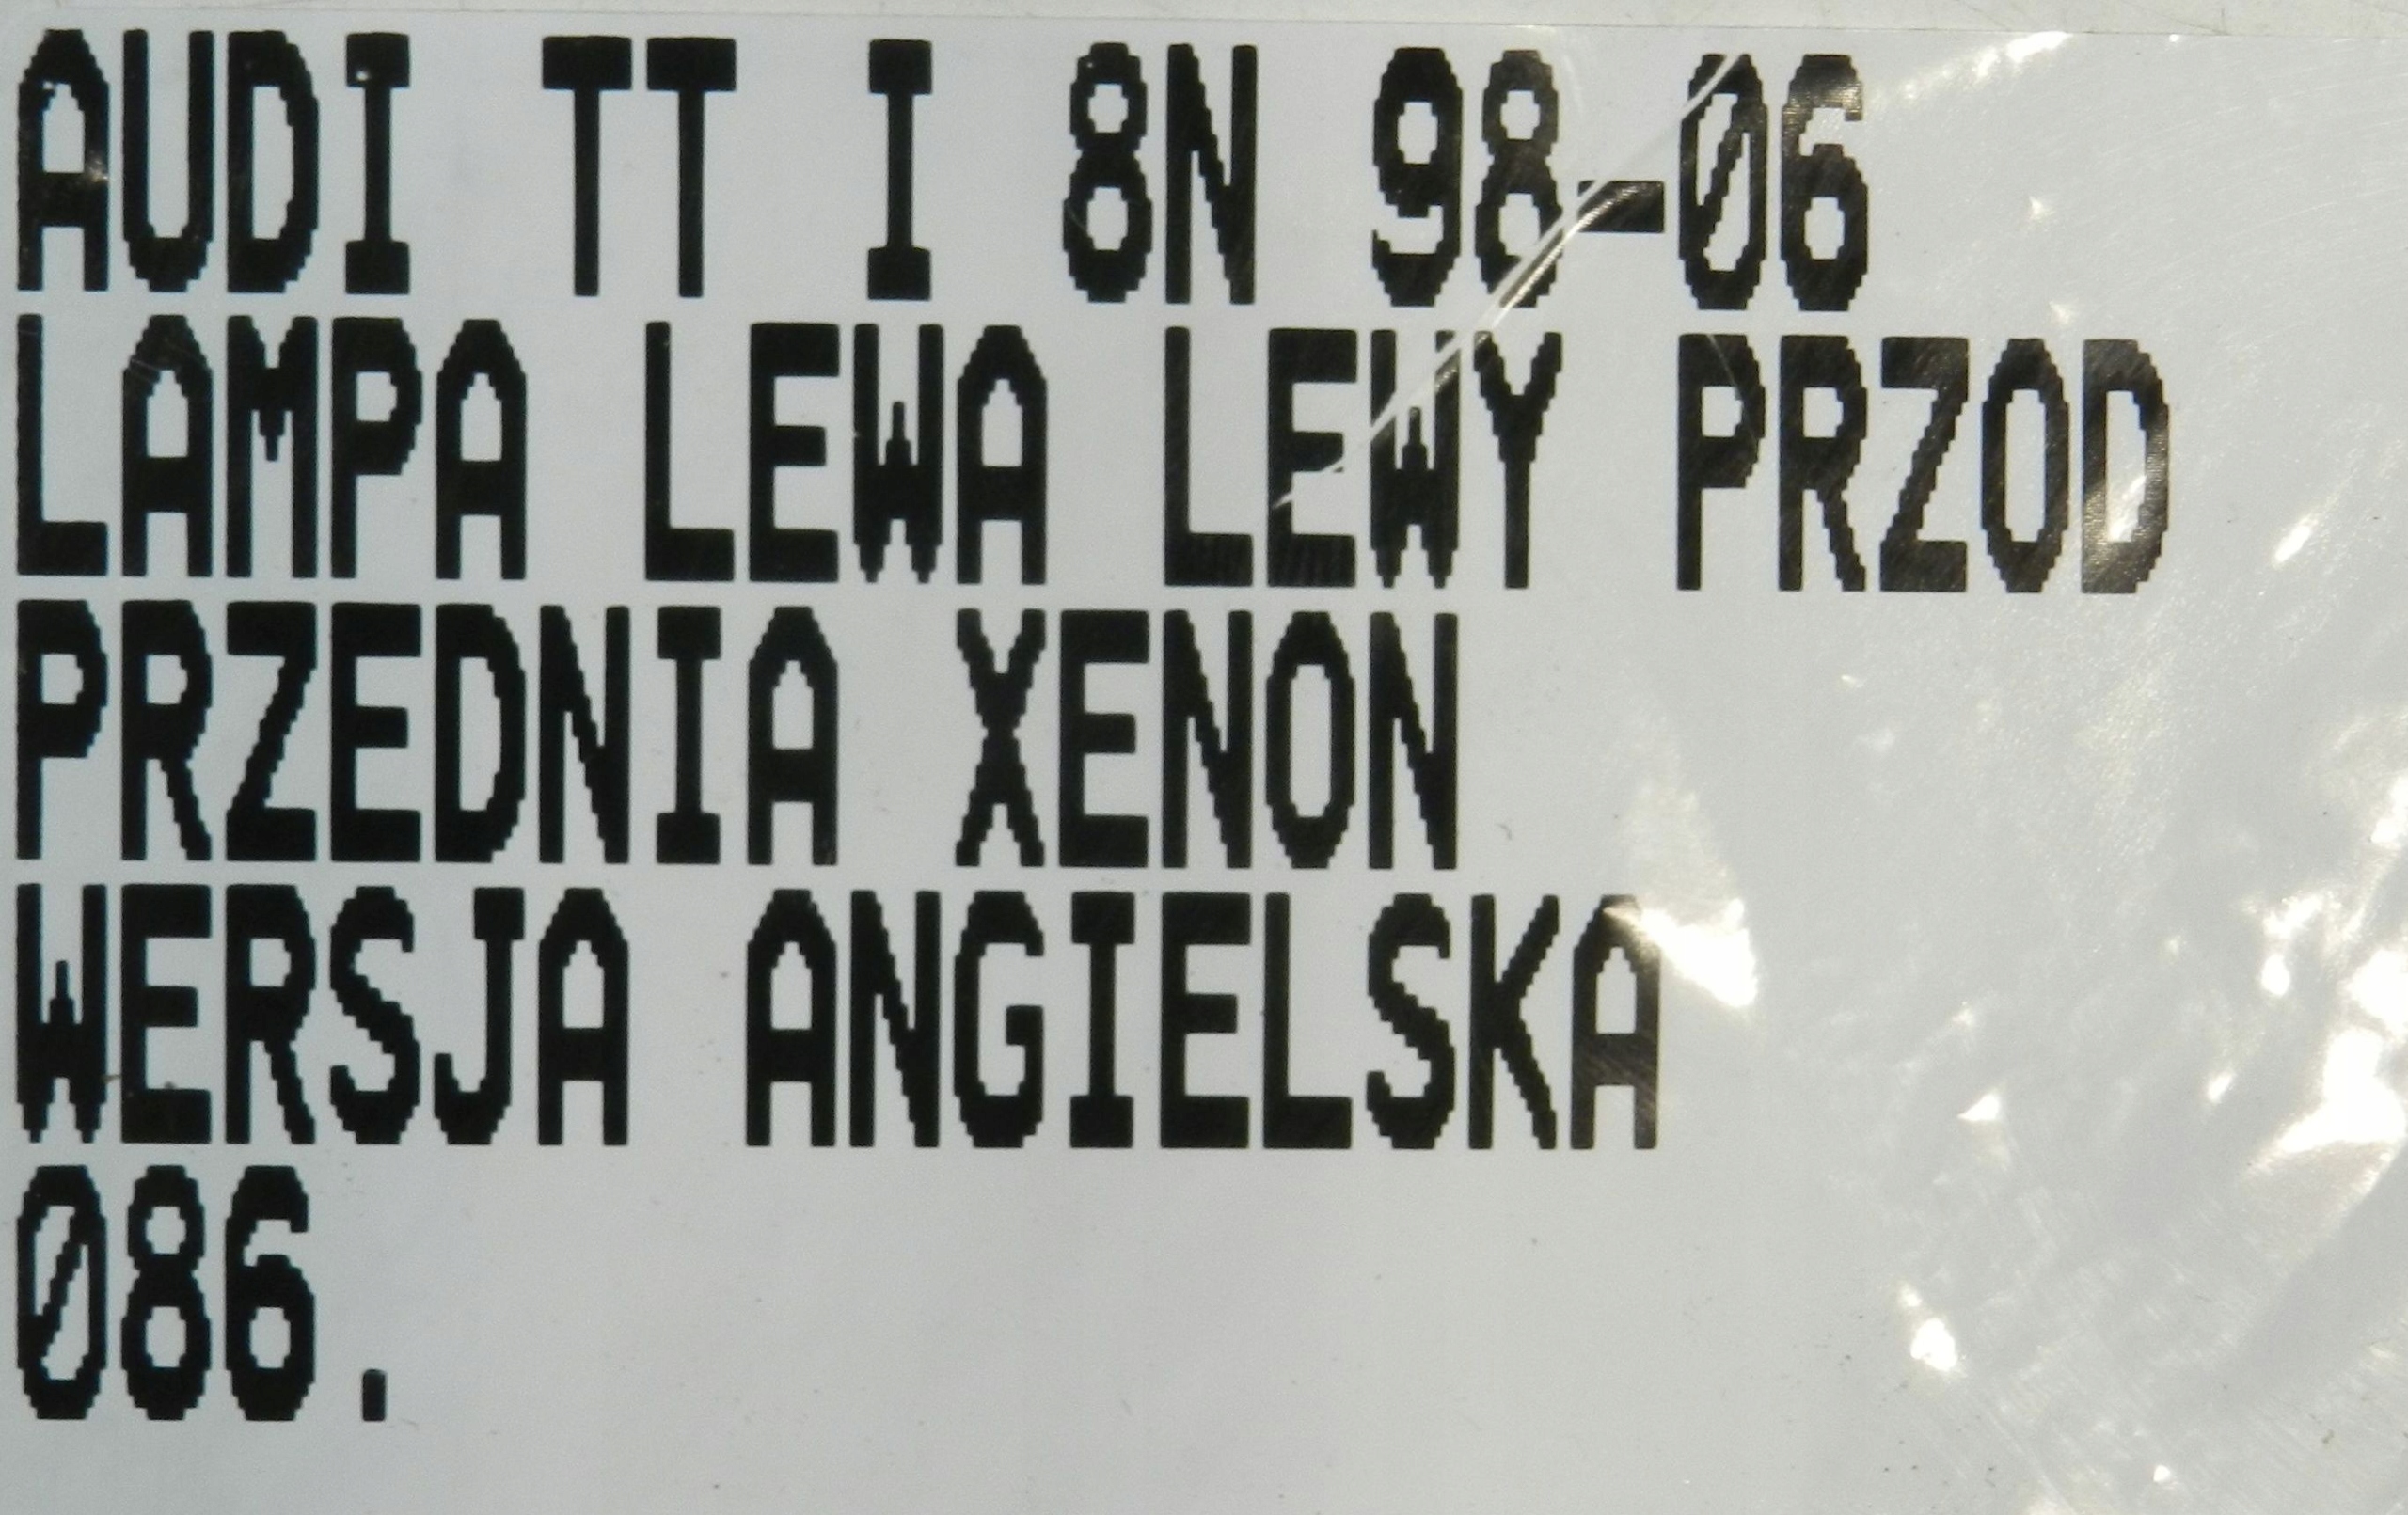 AUDI TT I 8N 98-06
LAMPA LEWA LEWY PRZOD
PRZEDNIA XENON
WERSJA ANGIELSKA
086.